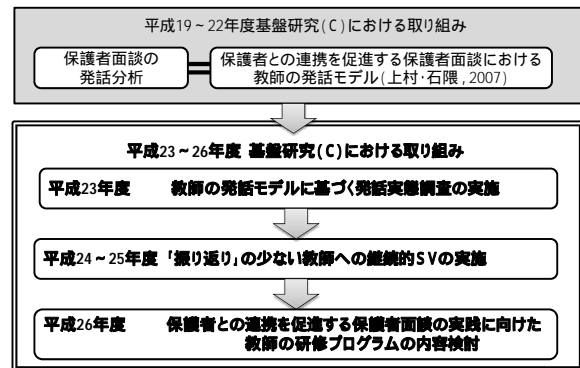 平成19～22年度基盤研究(C)における取り組み
保護者面談の
発話分析
保護者との連携を促進する保護者面談における
教師の発話モデル(上村・石隈,2007)
平成23～26年度 基盤研究(C)における取り組み
平成23年度 教師の発話モデルに基づく発話実態調査の実施
平成24～25年度 「振り返り」の少ない教師への継続的SVの実施
平成26年度 保護者との連携を促進する保護者面談の実践に向けた
教師の研修プログラムの内容検討